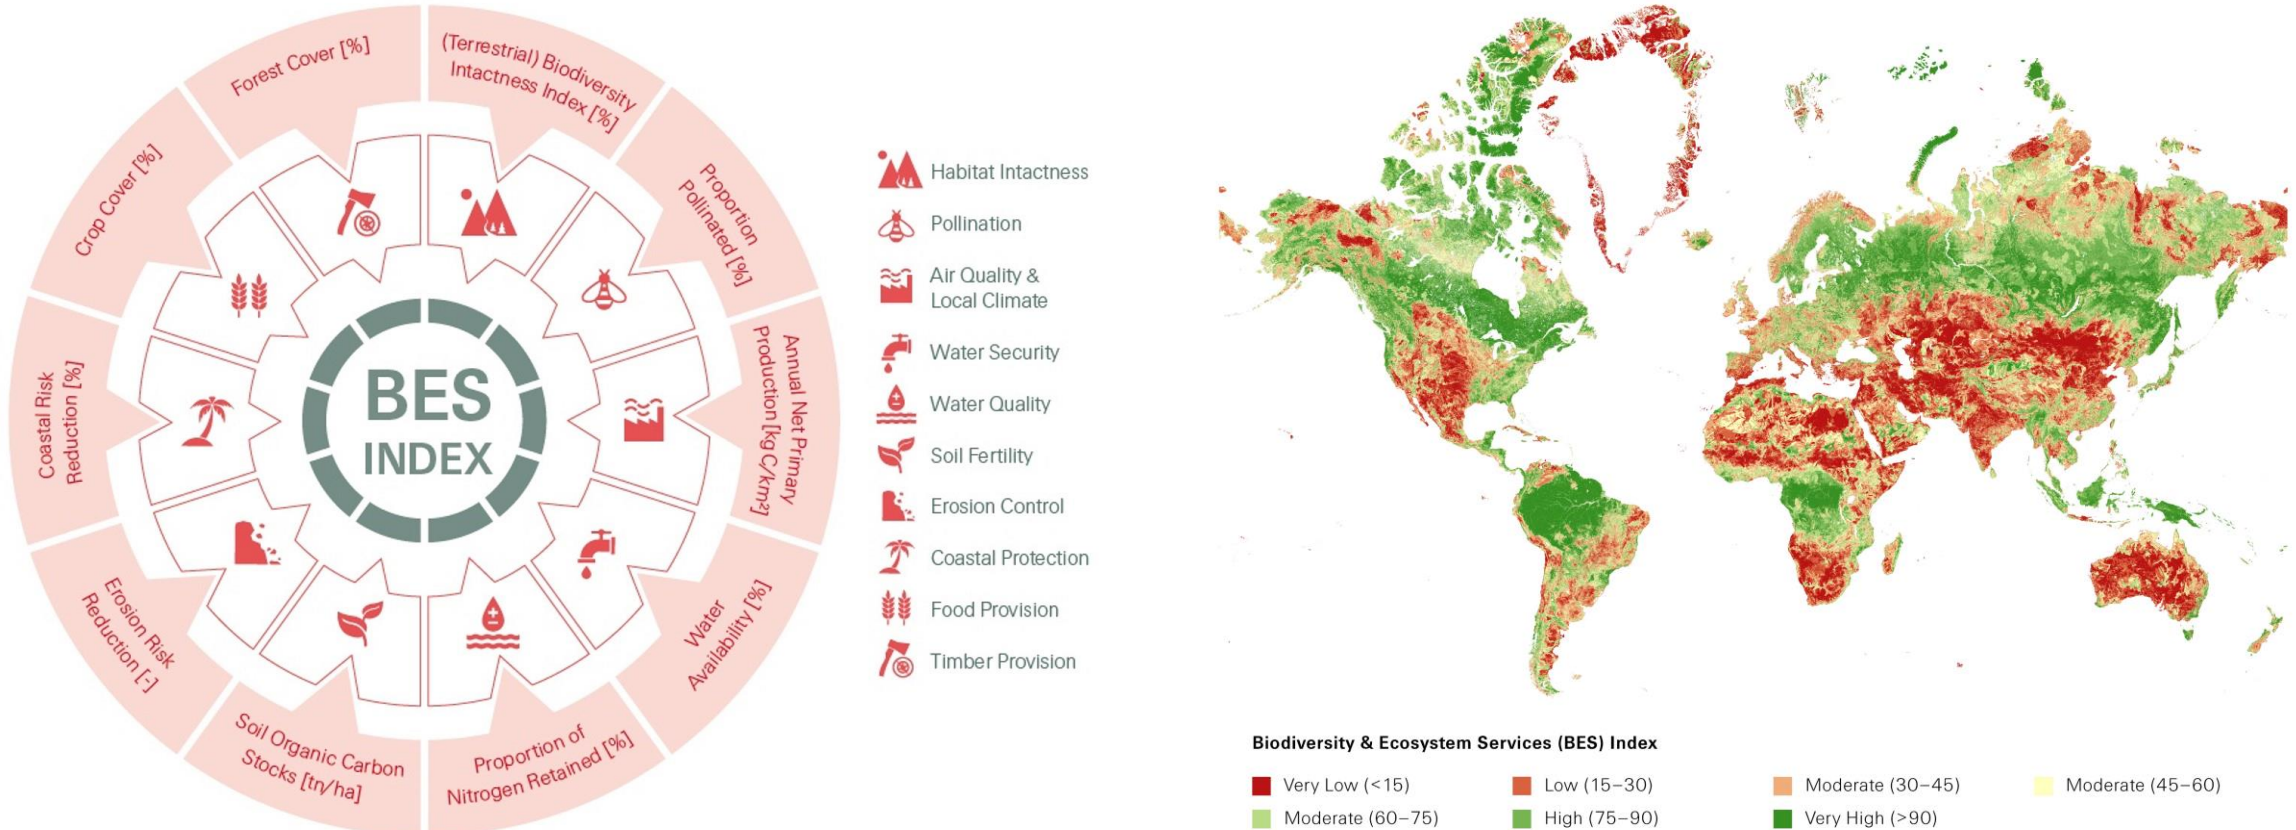 Forest Cover [%]
(Terrestrial) Biodiversity
Intactness Index [%]
Proportion
Pollinated [%]
Annual Net Primary
Production [kg C/km²]
Water
Availability [%]
Proportion of
Nitrogen Retained [%]
Soil Organic Carbon
Stocks [tn/ha]
Erosion Risk
Reduction [-]
Coastal Risk
Reduction [%]
Crop Cover [%]
BES
INDEX
Habitat Intactness
Pollination
Air Quality &
Local Climate
Water Security
Water Quality
Soil Fertility
Erosion Control
Coastal Protection
Food Provision
Timber Provision
Biodiversity & Ecosystem Services (BES) Index
Very Low (<15)
Low (15–30)
Moderate (30–45)
Moderate (45–60)
Moderate (60–75)
High (75–90)
Very High (>90)